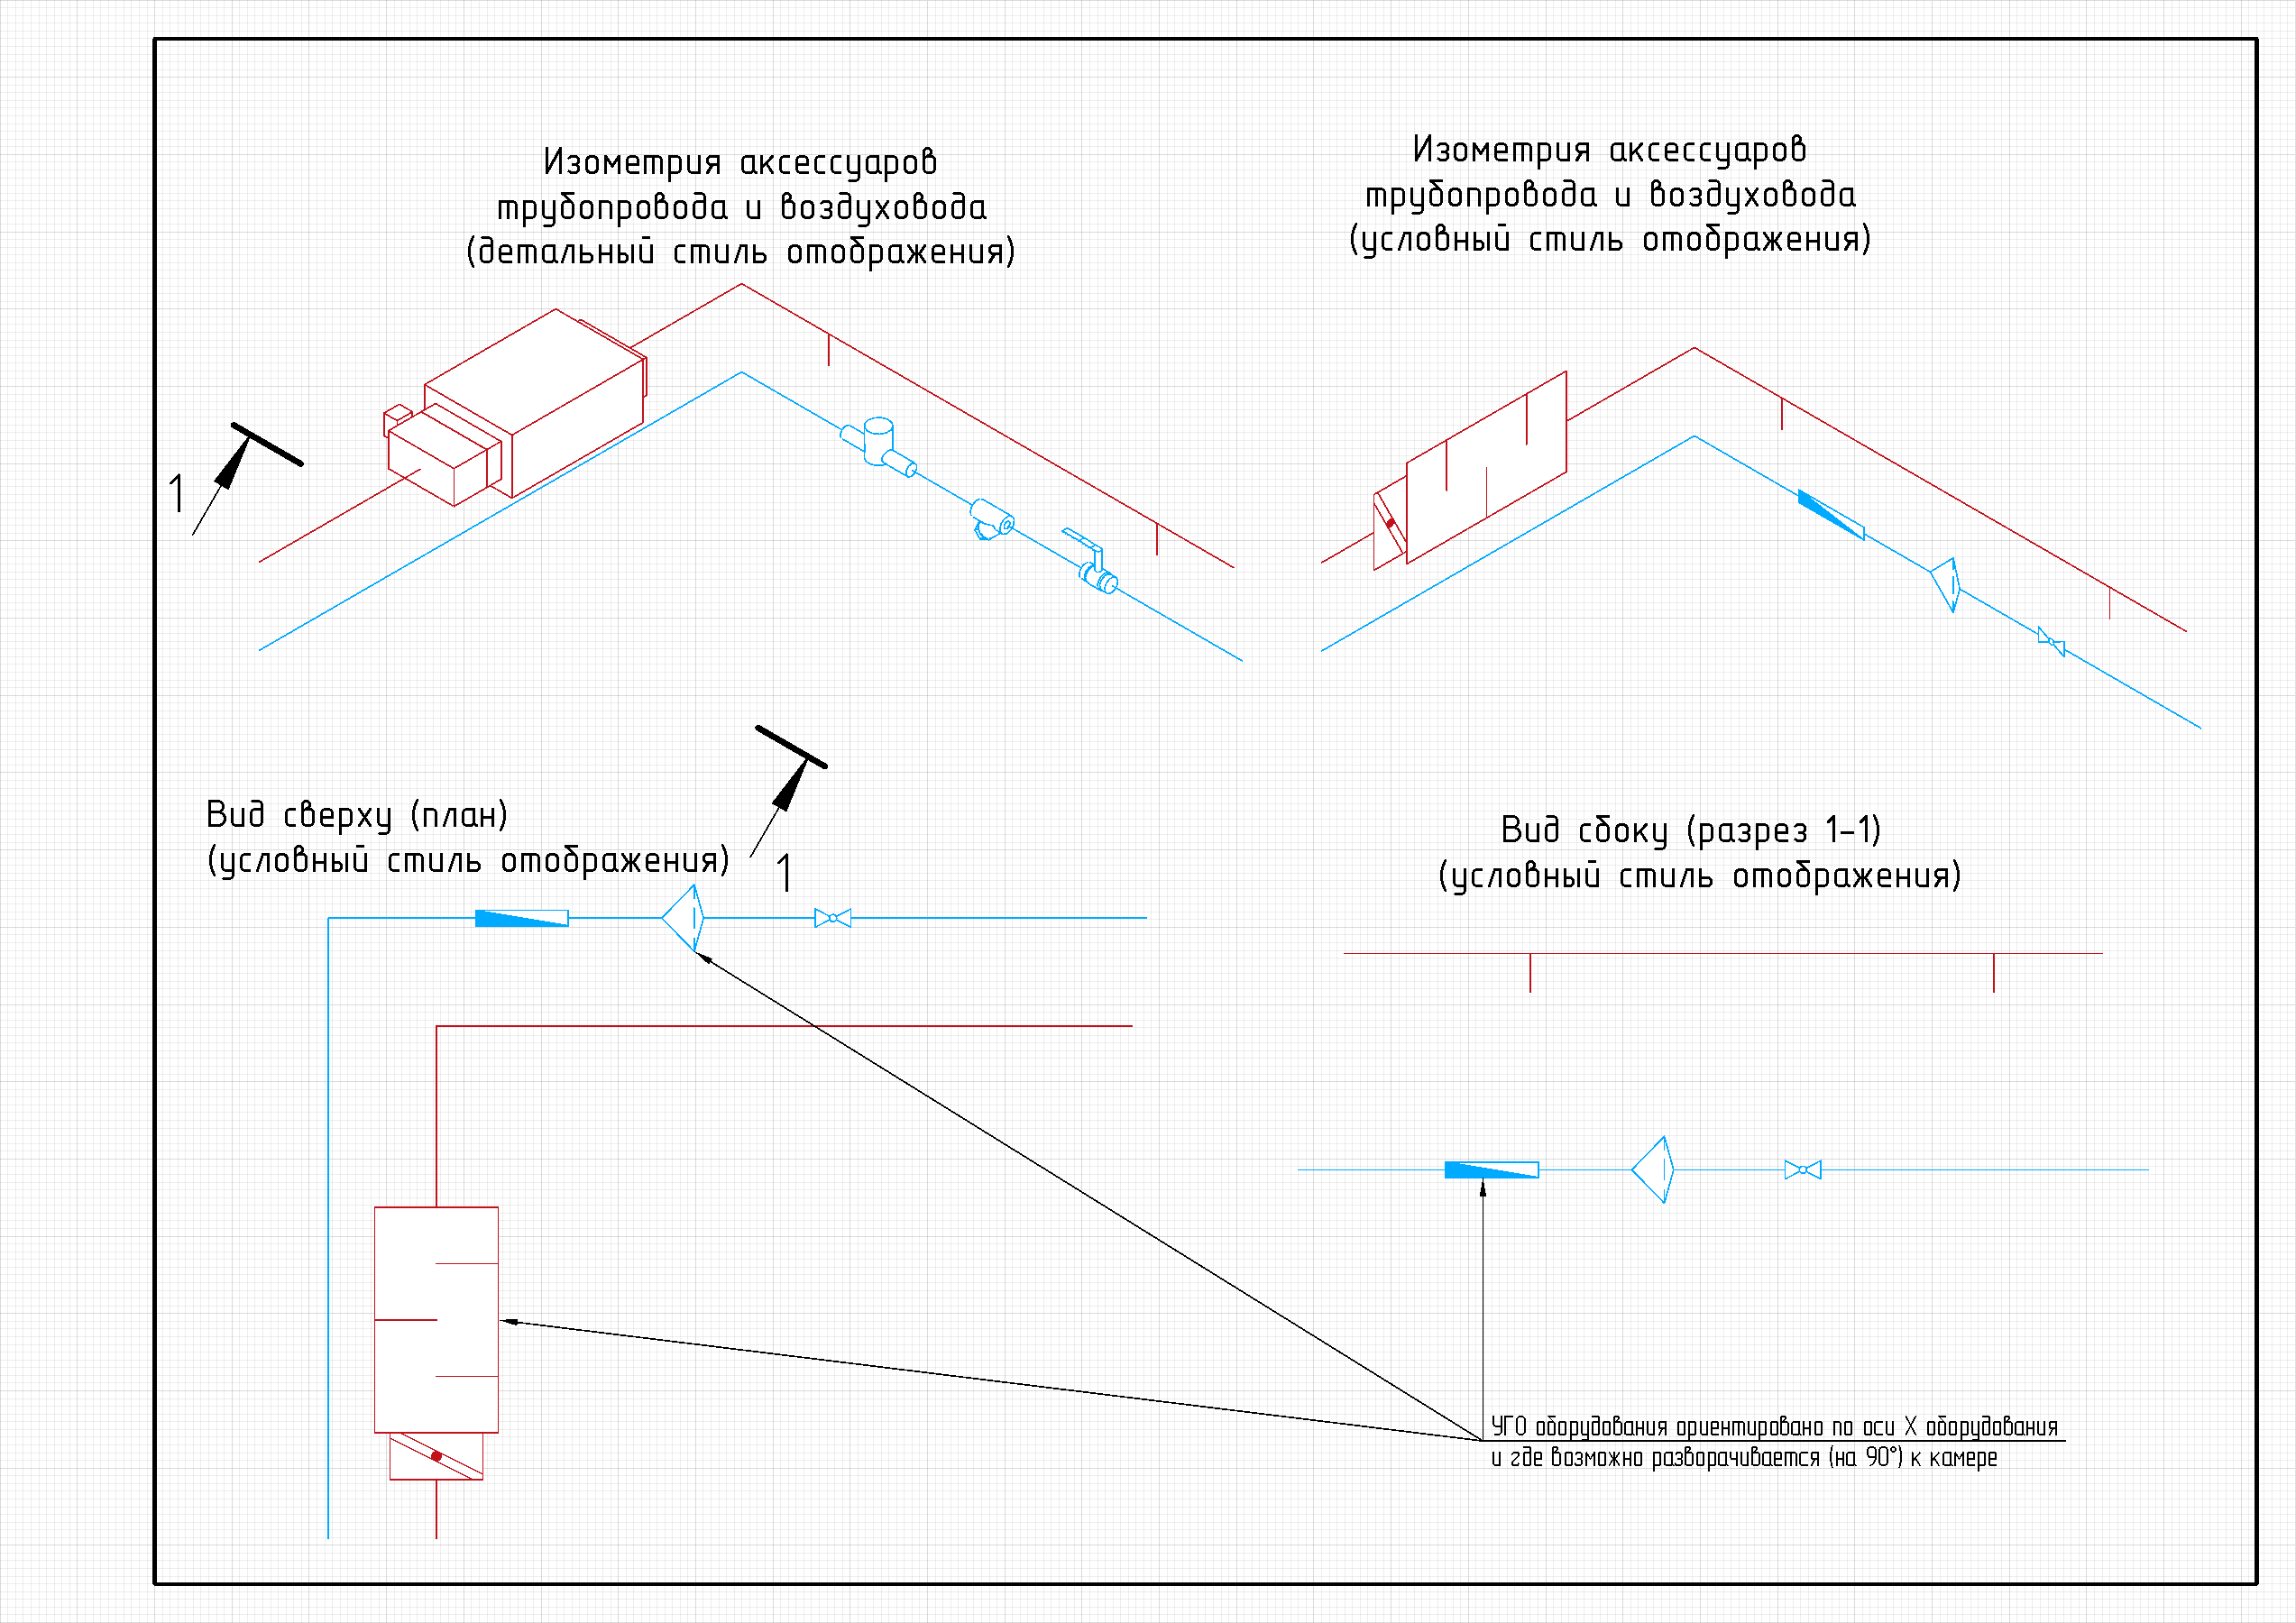 Изометрия аксессуаров
трубопровода и воздуховода
(детальный стиль отображения)
Изометрия аксессуаров
трубопровода и воздуховода
(условный стиль отображения)
1
Вид сверху (план)
(условный стиль отображения)
1
Вид сбоку (разрез 1-1)
(условный стиль отображения)
УГО оборудования ориентировано по оси X оборудования
и где возможно разворачивается (на 90°) к камере